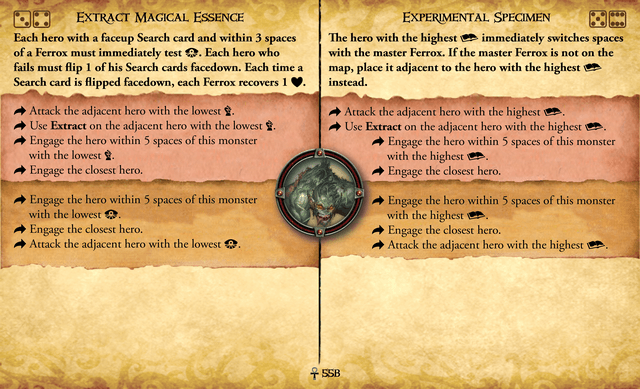 Extract Magical Essence
Each hero with a faceup Search card and within 3 spaces
of a Ferrox must immediately test . Each hero who
fails must flip 1 of his Search cards facedown. Each time a
Search card is flipped facedown, each Ferrox recovers 1 .
Attack the adjacent hero with the lowest .
Use Extract on the adjacent hero with the lowest .
Engage the hero within 5 spaces of this monster
with the lowest .
Engage the closest hero.
Engage the hero within 5 spaces of this monster
with the lowest .
Engage the closest hero.
Attack the adjacent hero with the lowest .
Experimental Specimen
The hero with the highest immediately switches spaces
with the master Ferrox. If the master Ferrox is not on the
map, place it adjacent to the hero with the highest
instead.
Attack the adjacent hero with the highest .
Use Extract on the adjacent hero with the highest .
Engage the hero within 5 spaces of this monster
with the highest .
Engage the closest hero.
Engage the hero within 5 spaces of this monster
with the highest .
Engage the closest hero.
Attack the adjacent hero with the highest .
55B